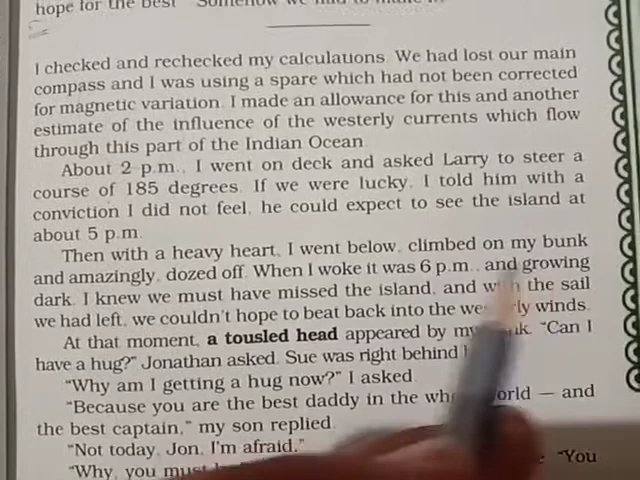 hope for the best
I checked and rechecked my calculations. We had lost our main
compass and I was using a spare which had not been corrected
for magnetic variation. I made an allowance for this and another
estimate of the influence of the westerly currents which flow
through this part of the Indian Ocean.
About 2 p.m., I went on deck and asked Larry to steer a
course of 185 degrees. If we were lucky, I told him with a
conviction I did not feel, he could expect to see the island at
about 5 p.m.
Then with a heavy heart, I went below, climbed on my bunk
and amazingly, dozed off. When I woke it was 6 p.m., and growing
dark. I knew we must have missed the island, and the sail
we had left, we couldn't hope to beat back into the winds.
At that moment, a tousled head appeared by "Can I
have a hug?" Jonathan asked. Sue was right behind
"Why am I getting a hug now?" I asked.
"Because you are the best daddy in the — and
the best captain," my son replied.
"Not today, Jon, I'm afraid."
"Why, you must "You